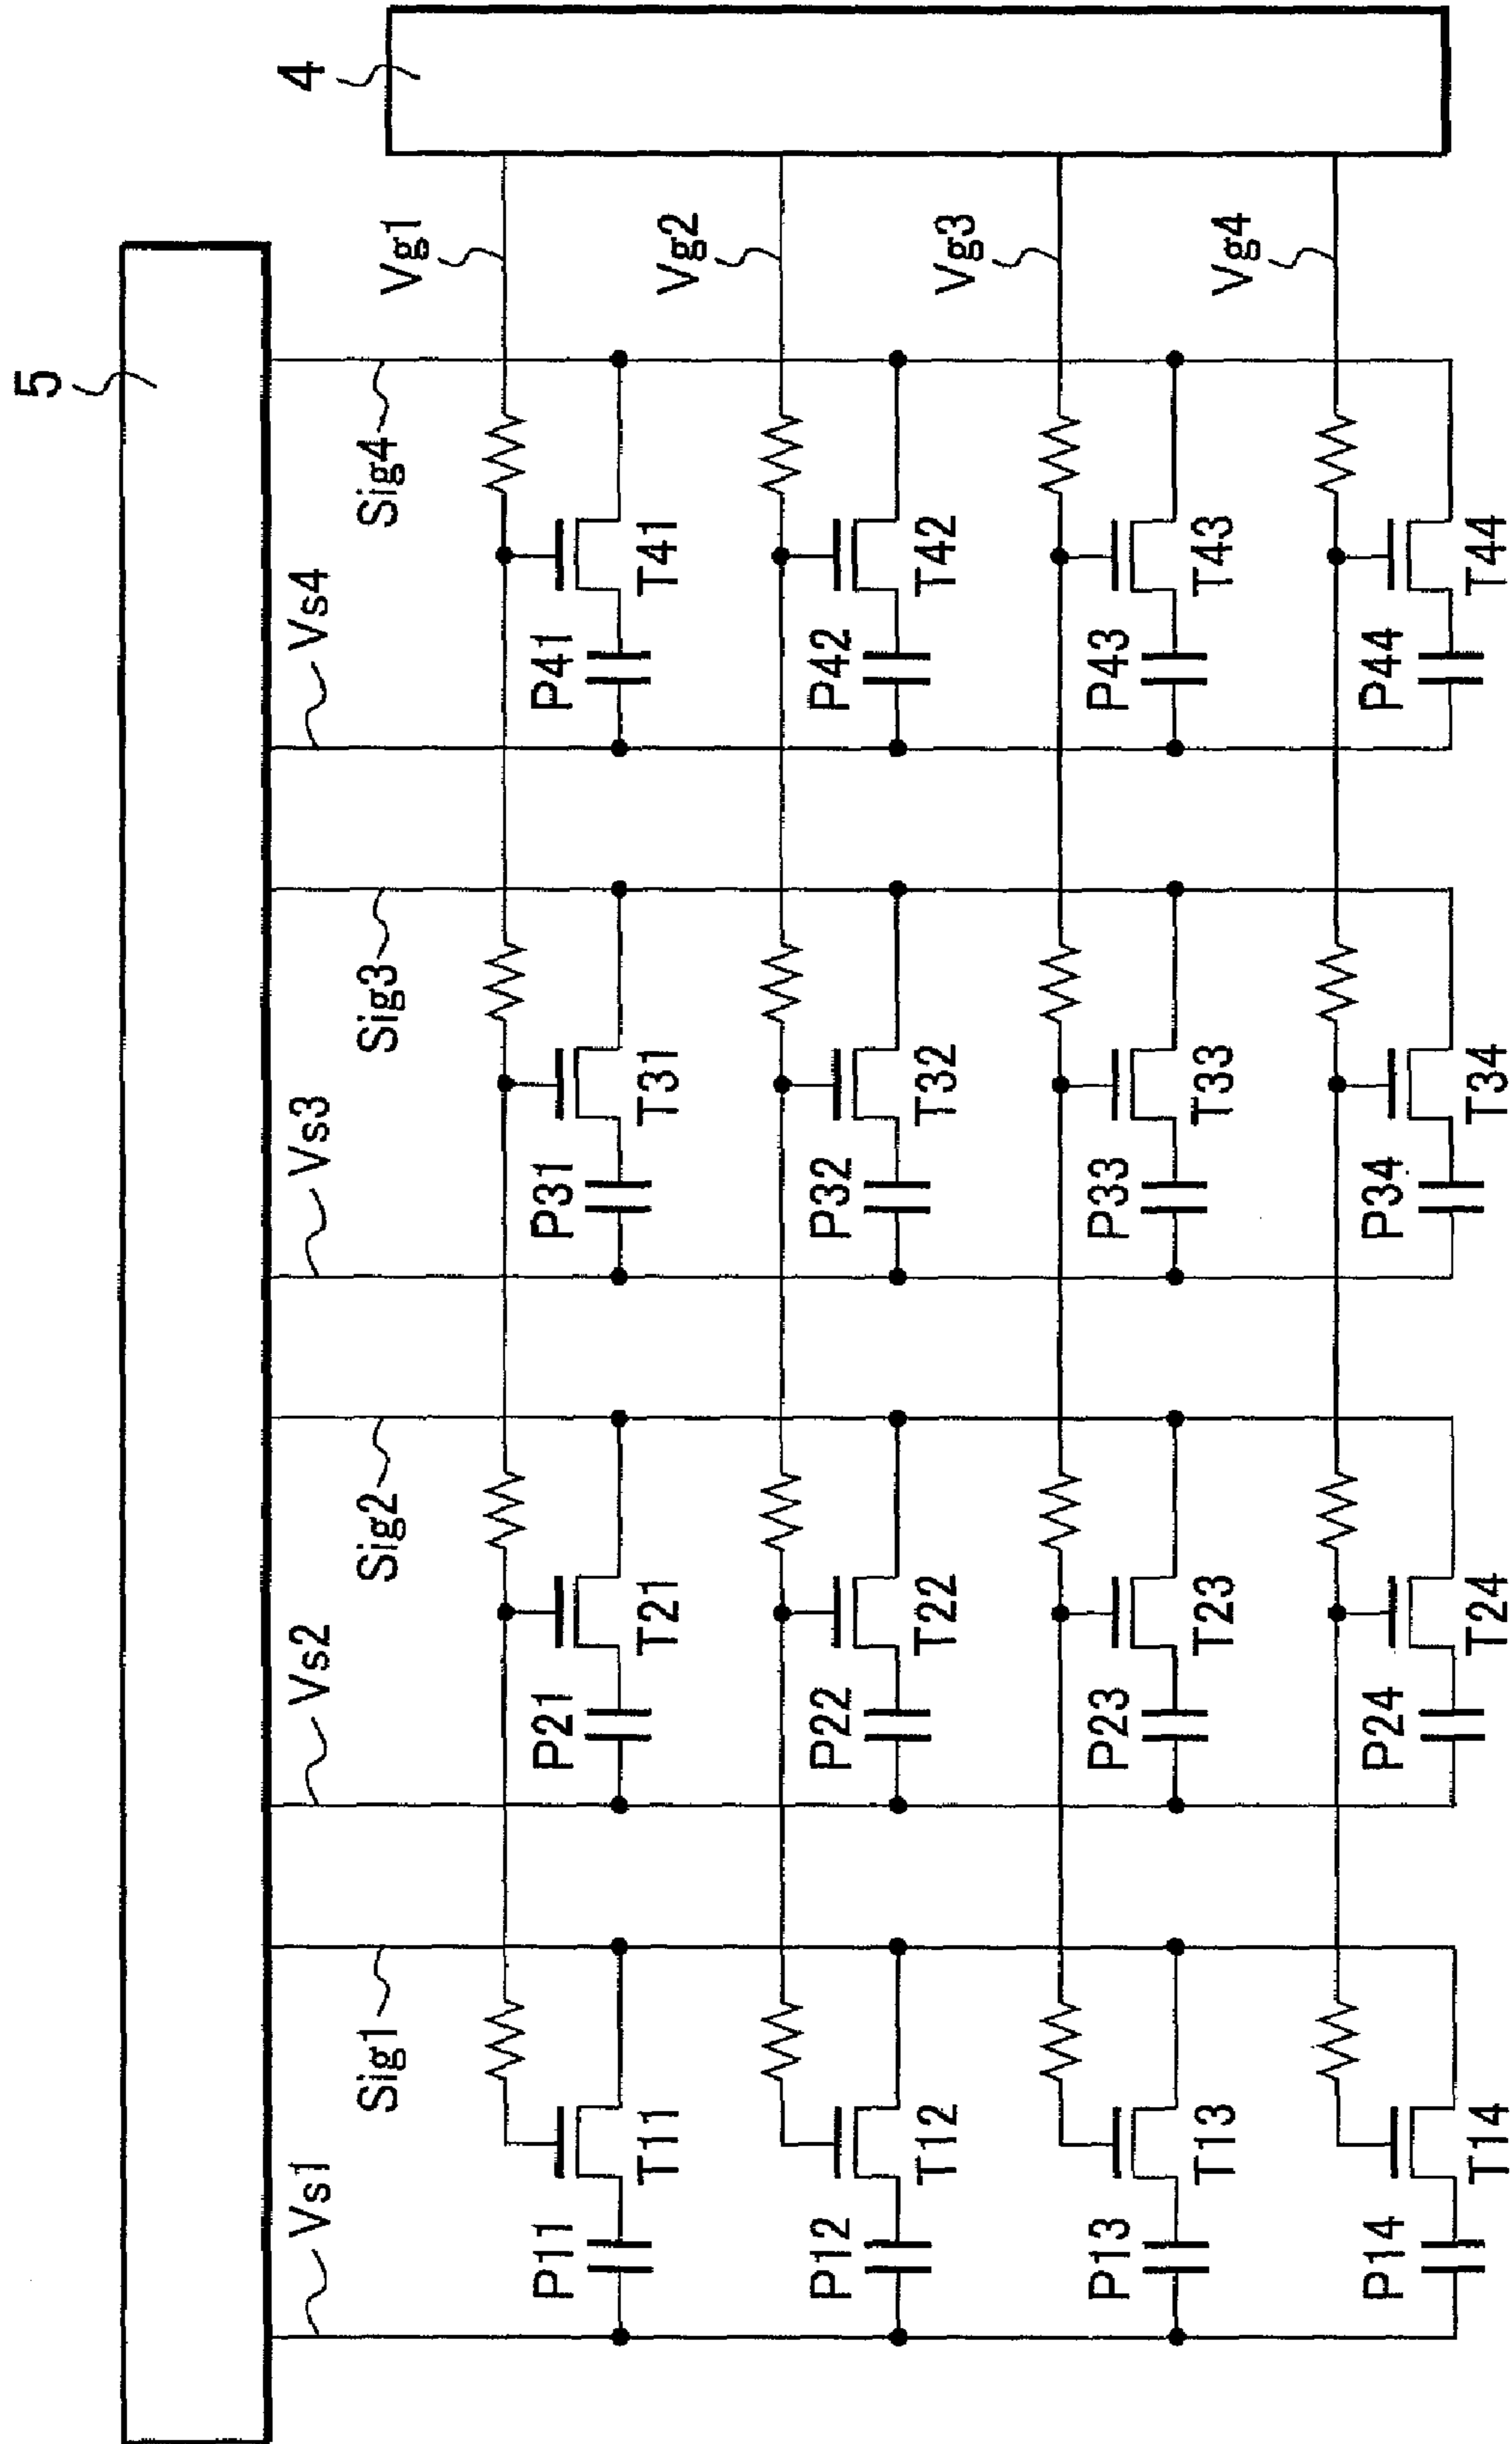 5
Vs1 Vs2 Vs3 Vs4 4
Sig1 Sig2 Sig3 Sig4 Vg1
P11 P21 P31 P41
T11 T21 T31 T41
Vg2
P12 P22 P32 P42
T12 T22 T32 T42
Vg3
P13 P23 P33 P43
T13 T23 T33 T43
Vg4
P14 P24 P34 P44
T14 T24 T34 T44